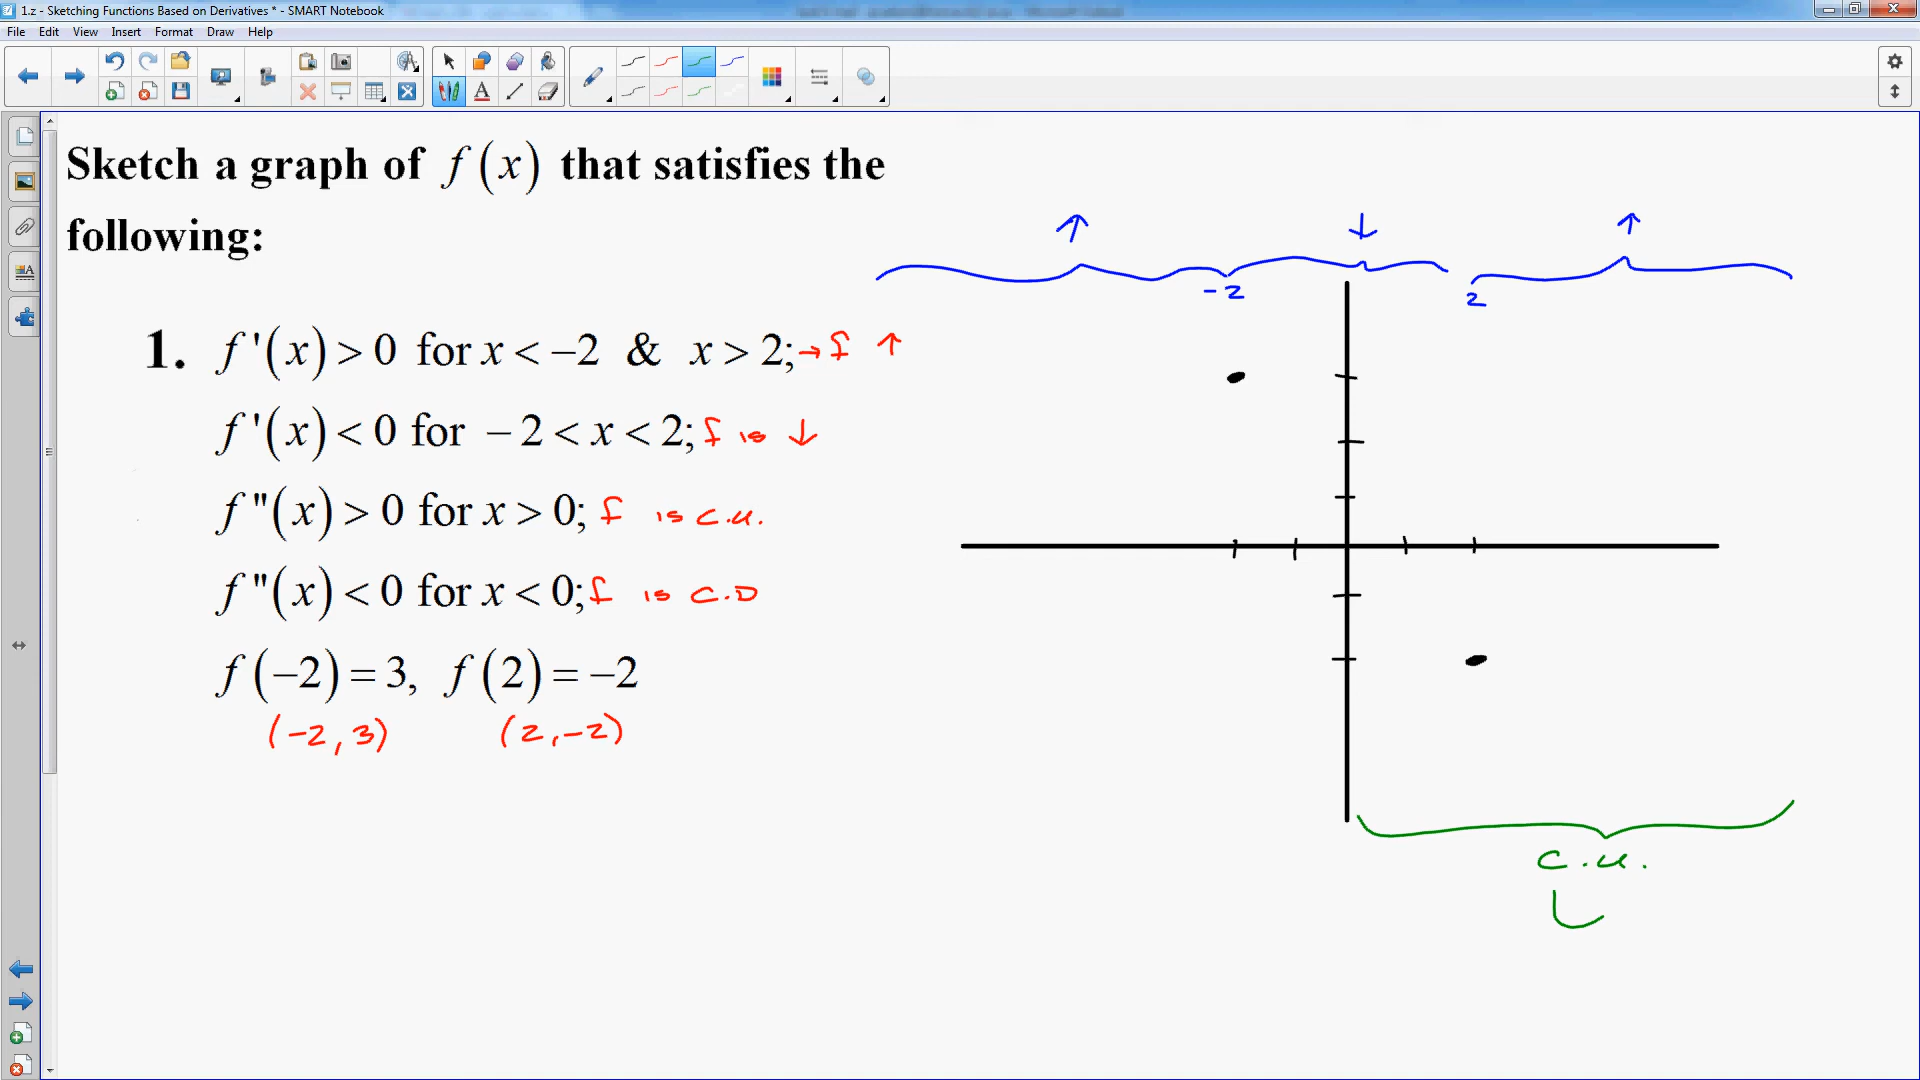 1.z - Sketching Functions Based on Derivatives * - SMART Notebook
File Edit View Insert Format Draw Help
Sketch a graph of f(x) that satisfies the
following:
1. f'(x) > 0 for x < −2 & x > 2; → f ↑
f'(x) < 0 for −2 < x < 2; f is ↓
f"(x) > 0 for x > 0; f is c.u.
f"(x) < 0 for x < 0; f is C.D
f(−2) = 3, f(2) = −2
(-2, 3) (2, -2)
↑ ↓ ↑
-2 2
c.u.